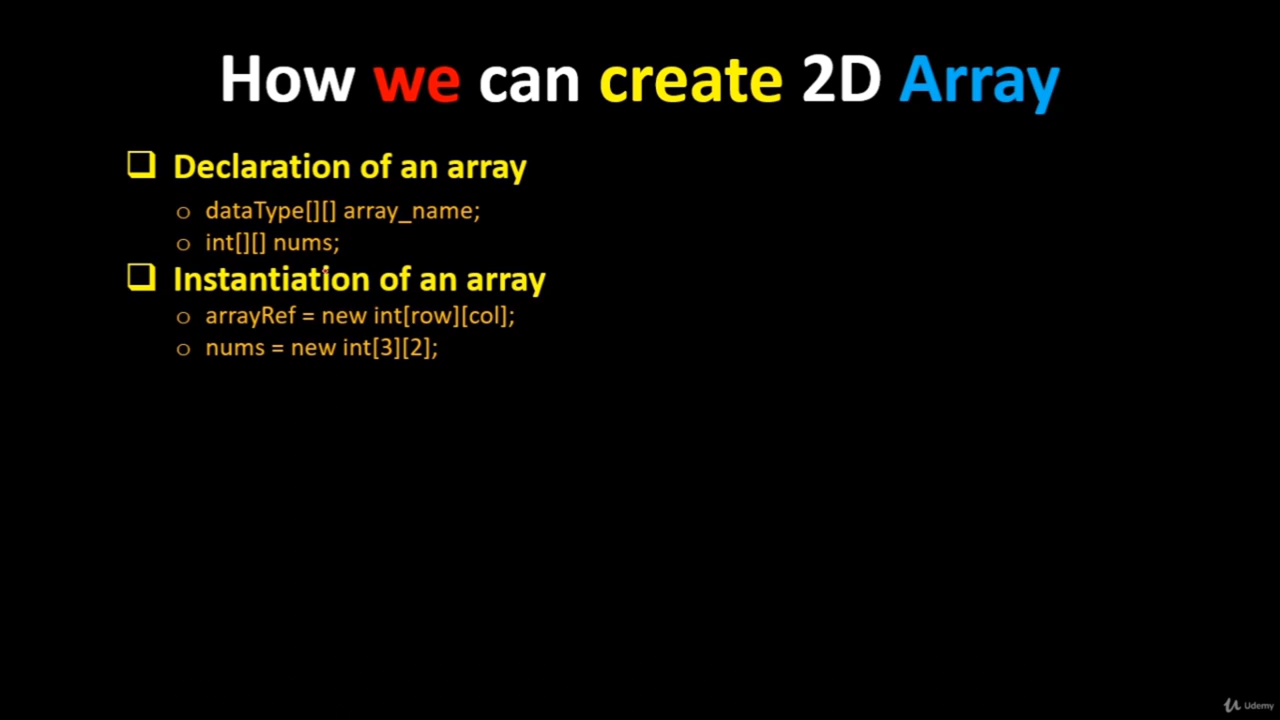 How we can create 2D Array
Declaration of an array
dataType[][] array_name;
int[][] nums;
Instantiation of an array
arrayRef = new int[row][col];
nums = new int[3][2];
Udemy